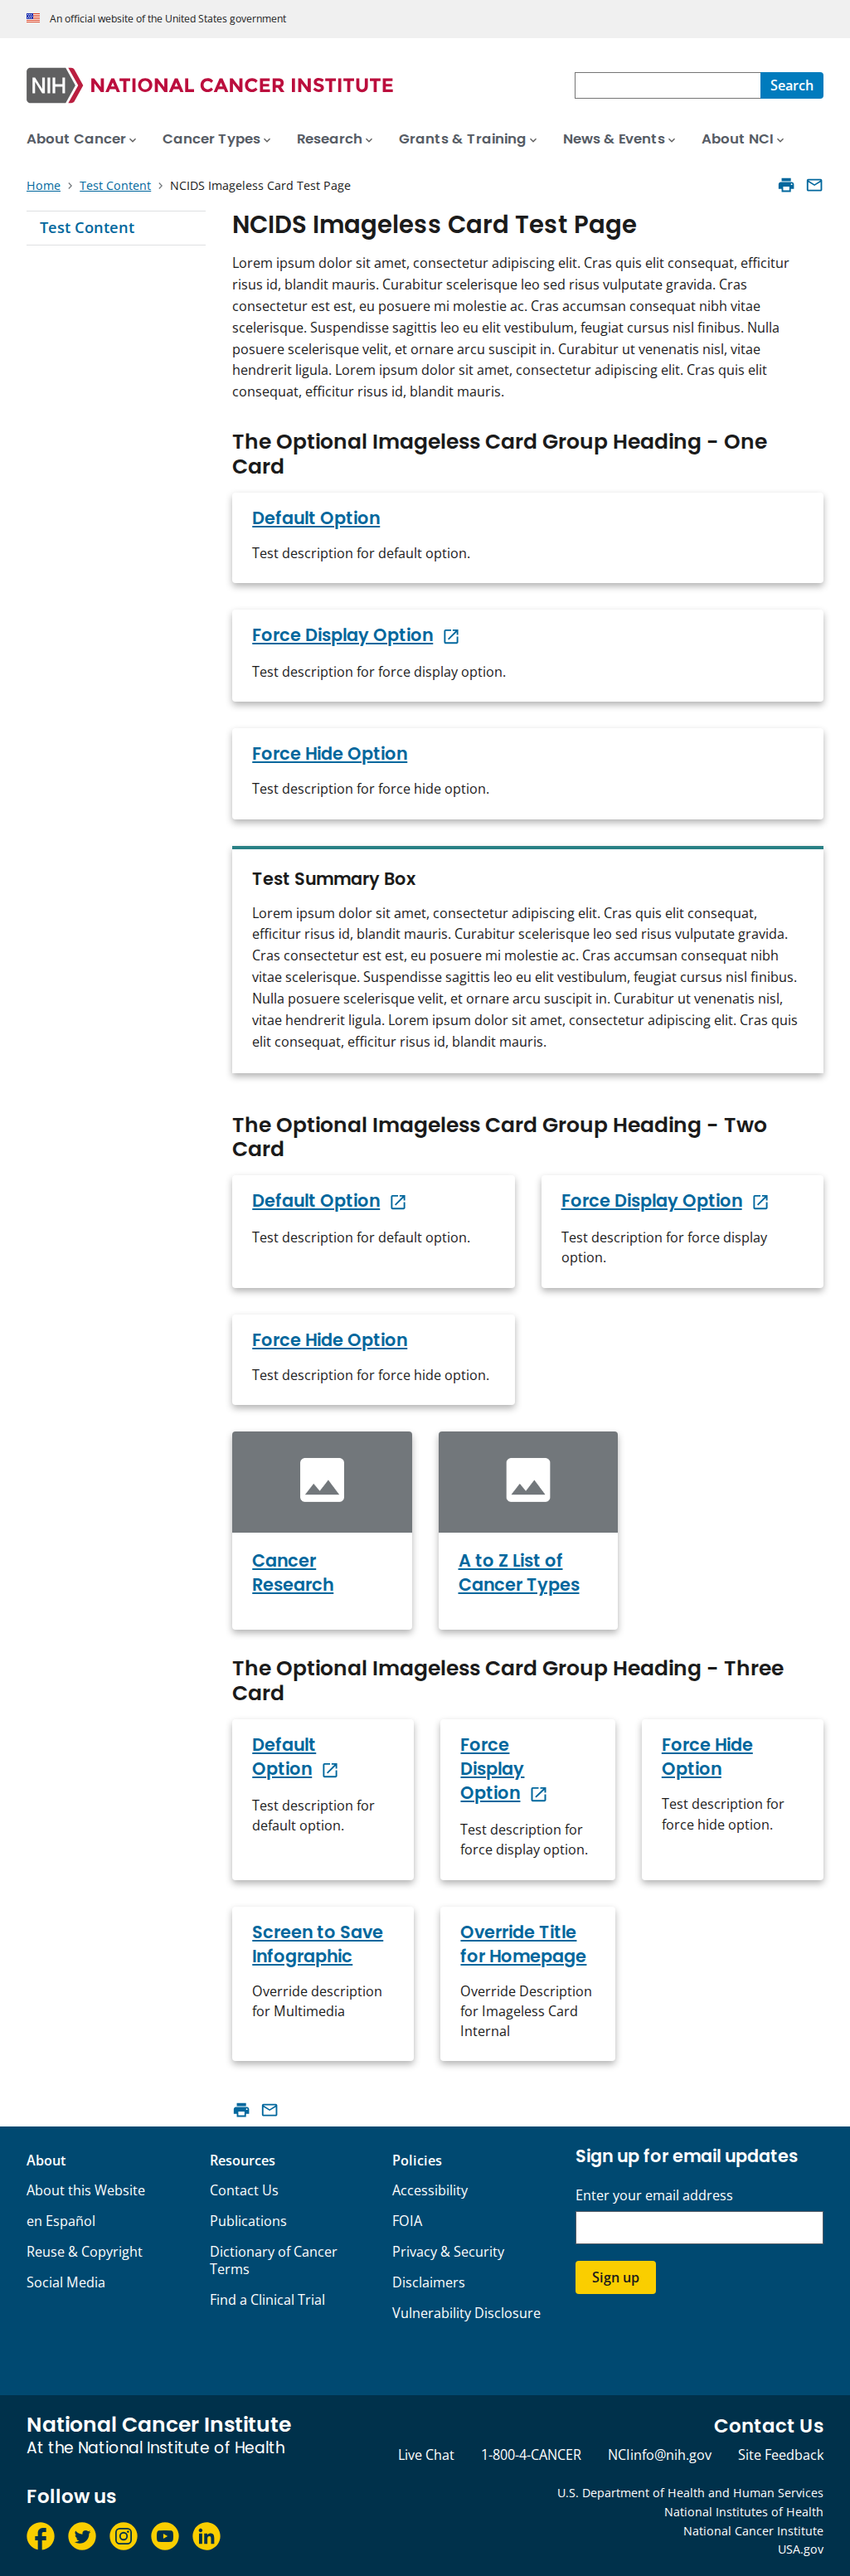 An official website of the United States government
NIH NATIONAL CANCER INSTITUTE
Search
About Cancer
Cancer Types
Research
Grants & Training
News & Events
About NCI
Home
Test Content
NCIDS Imageless Card Test Page
Test Content
NCIDS Imageless Card Test Page
Lorem ipsum dolor sit amet, consectetur adipiscing elit. Cras quis elit consequat, efficitur
risus id, blandit mauris. Curabitur scelerisque leo sed risus vulputate gravida. Cras
consectetur est est, eu posuere mi molestie ac. Cras accumsan consequat nibh vitae
scelerisque. Suspendisse sagittis leo eu elit vestibulum, feugiat cursus nisl finibus. Nulla
posuere scelerisque velit, et ornare arcu suscipit in. Curabitur ut venenatis nisl, vitae
hendrerit ligula. Lorem ipsum dolor sit amet, consectetur adipiscing elit. Cras quis elit
consequat, efficitur risus id, blandit mauris.
The Optional Imageless Card Group Heading - One
Card
Default Option
Test description for default option.
Force Display Option
Test description for force display option.
Force Hide Option
Test description for force hide option.
Test Summary Box
Lorem ipsum dolor sit amet, consectetur adipiscing elit. Cras quis elit consequat,
efficitur risus id, blandit mauris. Curabitur scelerisque leo sed risus vulputate gravida.
Cras consectetur est est, eu posuere mi molestie ac. Cras accumsan consequat nibh
vitae scelerisque. Suspendisse sagittis leo eu elit vestibulum, feugiat cursus nisl finibus.
Nulla posuere scelerisque velit, et ornare arcu suscipit in. Curabitur ut venenatis nisl,
vitae hendrerit ligula. Lorem ipsum dolor sit amet, consectetur adipiscing elit. Cras quis
elit consequat, efficitur risus id, blandit mauris.
The Optional Imageless Card Group Heading - Two
Card
Default Option
Test description for default option.
Force Display Option
Test description for force display
option.
Force Hide Option
Test description for force hide option.
Cancer
Research
A to Z List of
Cancer Types
The Optional Imageless Card Group Heading - Three
Card
Default
Option
Test description for
default option.
Force
Display
Option
Test description for
force display option.
Force Hide
Option
Test description for
force hide option.
Screen to Save
Infographic
Override description
for Multimedia
Override Title
for Homepage
Override Description
for Imageless Card
Internal
About
About this Website
en Español
Reuse & Copyright
Social Media
Resources
Contact Us
Publications
Dictionary of Cancer
Terms
Find a Clinical Trial
Policies
Accessibility
FOIA
Privacy & Security
Disclaimers
Vulnerability Disclosure
Sign up for email updates
Enter your email address
Sign up
National Cancer Institute
At the National Institute of Health
Contact Us
Live Chat
1-800-4-CANCER
NCIinfo@nih.gov
Site Feedback
Follow us
U.S. Department of Health and Human Services
National Institutes of Health
National Cancer Institute
USA.gov